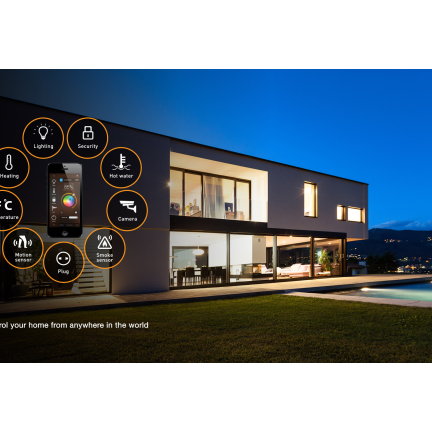 Lighting
Security
Heating
Hot water
°C
erature
Camera
Motion
sensor
Smoke
sensor
Plug
rol your home from anywhere in the world